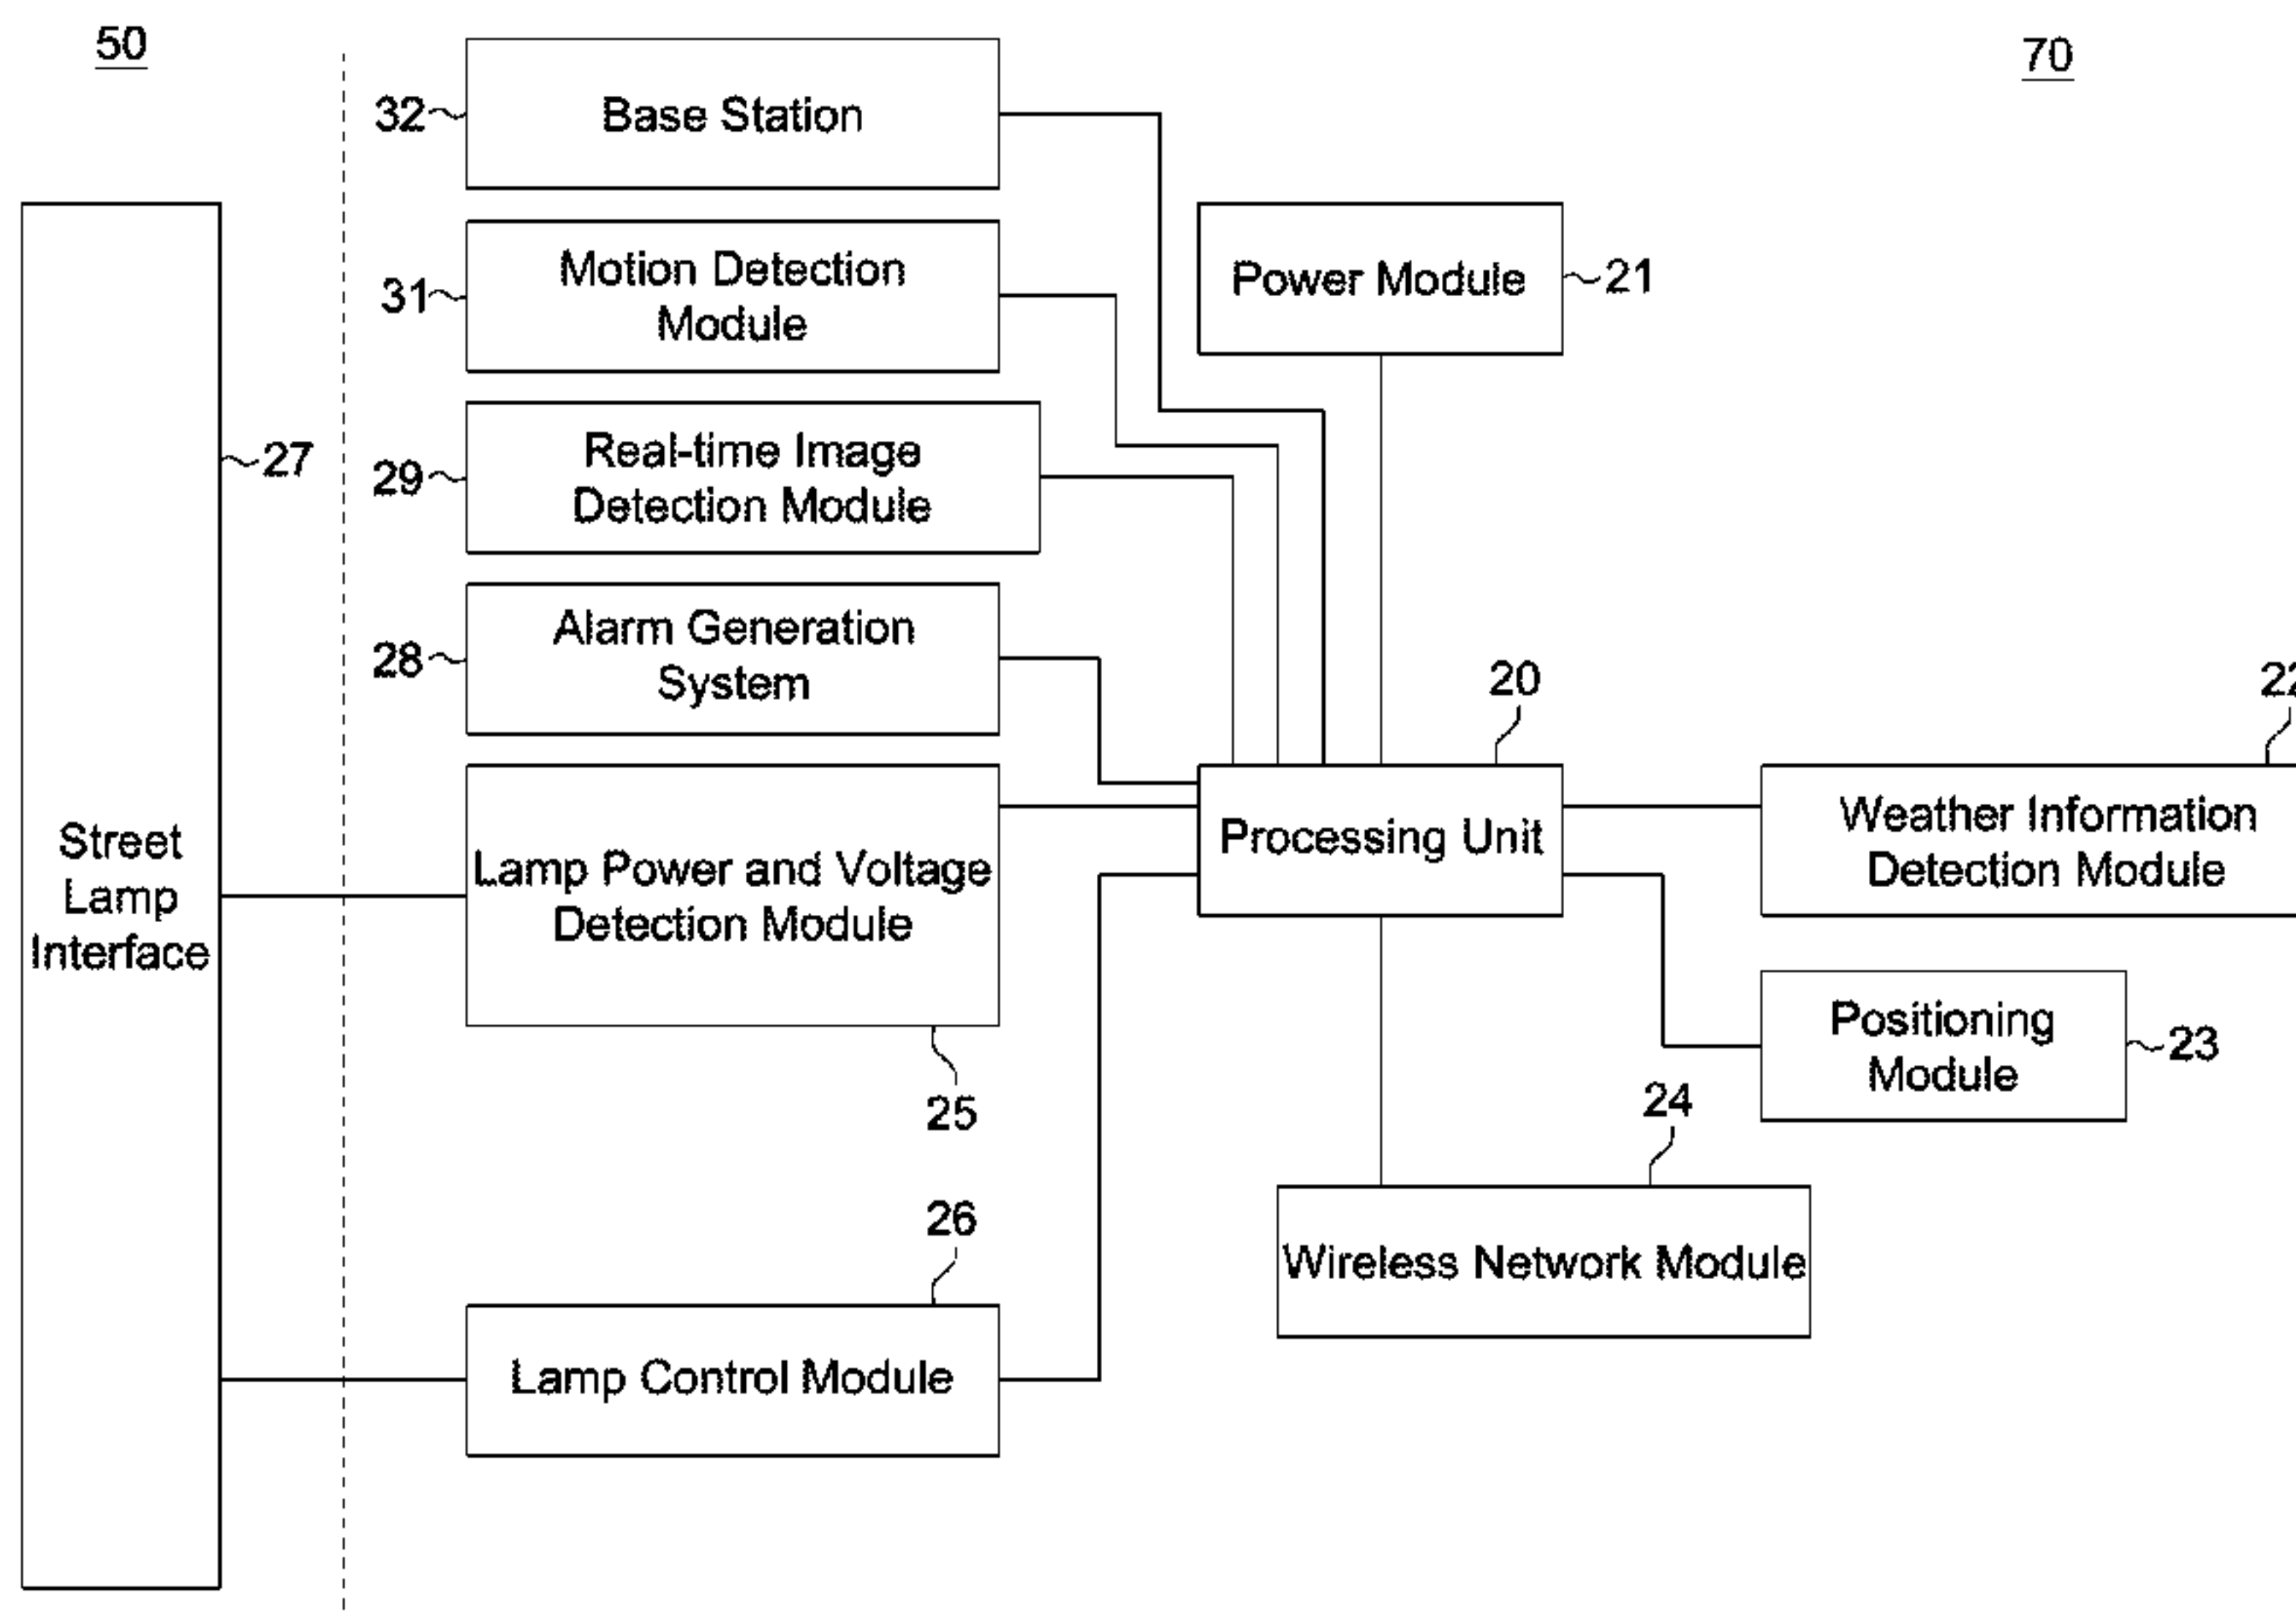 50
70
32
Base Station
31
Motion Detection
Module
Power Module
21
27
29
Real-time Image
Detection Module
28
Alarm Generation
System
20
Street
Lamp
Interface
Lamp Power and Voltage
Detection Module
25
Processing Unit
Weather Information
Detection Module
Positioning
Module
23
24
Wireless Network Module
26
Lamp Control Module